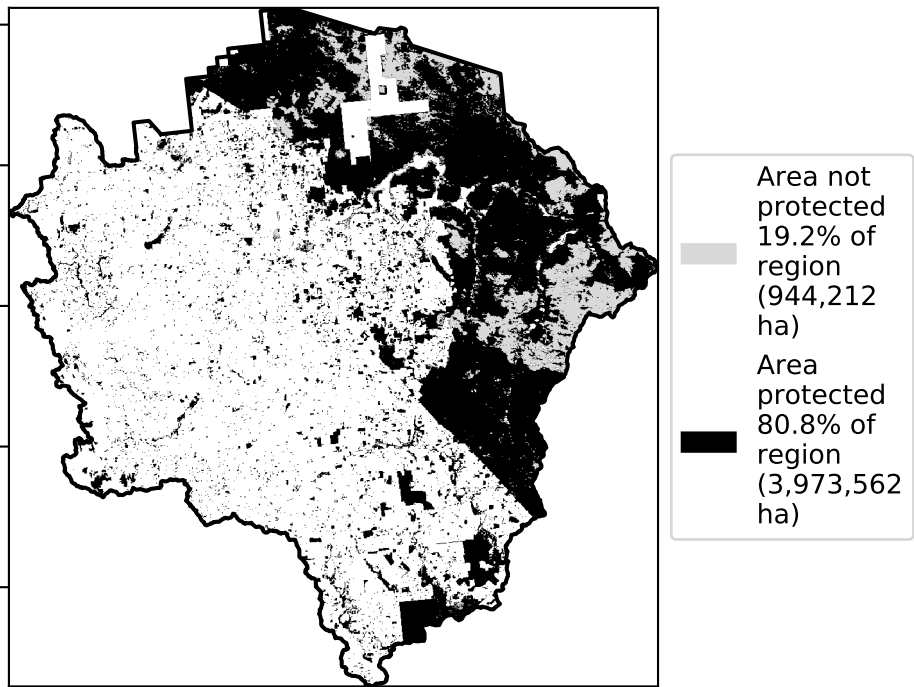 Area not
protected
19.2% of
region
(944,212
ha)
Area
protected
80.8% of
region
(3,973,562
ha)